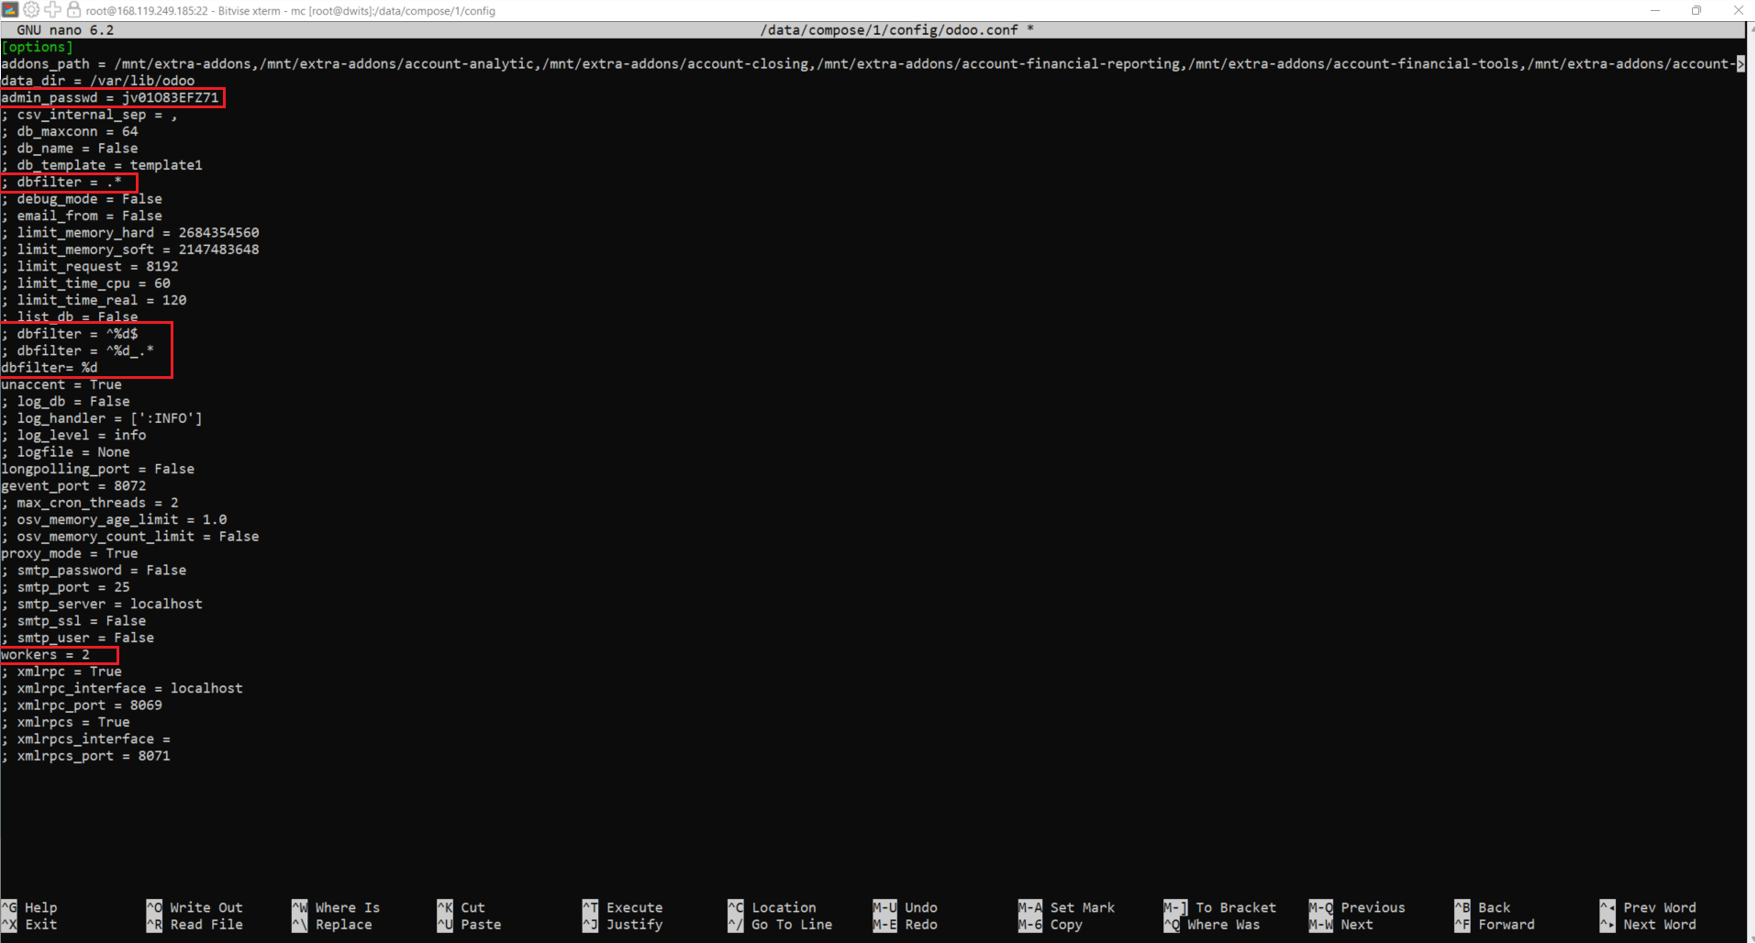 root@168.119.249.185:22 - Bitvise xterm - mc [root@dwits]:/data/compose/1/config
GNU nano 6.2 /data/compose/1/config/odoo.conf *
[options]
addons_path = /mnt/extra-addons,/mnt/extra-addons/account-analytic,/mnt/extra-addons/account-closing,/mnt/extra-addons/account-financial-reporting,/mnt/extra-addons/account-financial-tools,/mnt/extra-addons/account->
data_dir = /var/lib/odoo
admin_passwd = jv01O83EFZ71
; csv_internal_sep = ,
; db_maxconn = 64
; db_name = False
; db_template = template1
; dbfilter = .*
; debug_mode = False
; email_from = False
; limit_memory_hard = 2684354560
; limit_memory_soft = 2147483648
; limit_request = 8192
; limit_time_cpu = 60
; limit_time_real = 120
; list_db = False
; dbfilter = ^%d$
; dbfilter = ^%d_.*
dbfilter= %d
unaccent = True
; log_db = False
; log_handler = [':INFO']
; log_level = info
; logfile = None
longpolling_port = False
gevent_port = 8072
; max_cron_threads = 2
; osv_memory_age_limit = 1.0
; osv_memory_count_limit = False
proxy_mode = True
; smtp_password = False
; smtp_port = 25
; smtp_server = localhost
; smtp_ssl = False
; smtp_user = False
workers = 2
; xmlrpc = True
; xmlrpc_interface = localhost
; xmlrpc_port = 8069
; xmlrpcs = True
; xmlrpcs_interface =
; xmlrpcs_port = 8071
^G Help ^O Write Out ^W Where Is ^K Cut ^T Execute ^C Location M-U Undo M-A Set Mark M-] To Bracket M-Q Previous ^B Back ^◂ Prev Word
^X Exit ^R Read File ^\ Replace ^U Paste ^J Justify ^/ Go To Line M-E Redo M-6 Copy ^Q Where Was M-W Next ^F Forward ^▸ Next Word